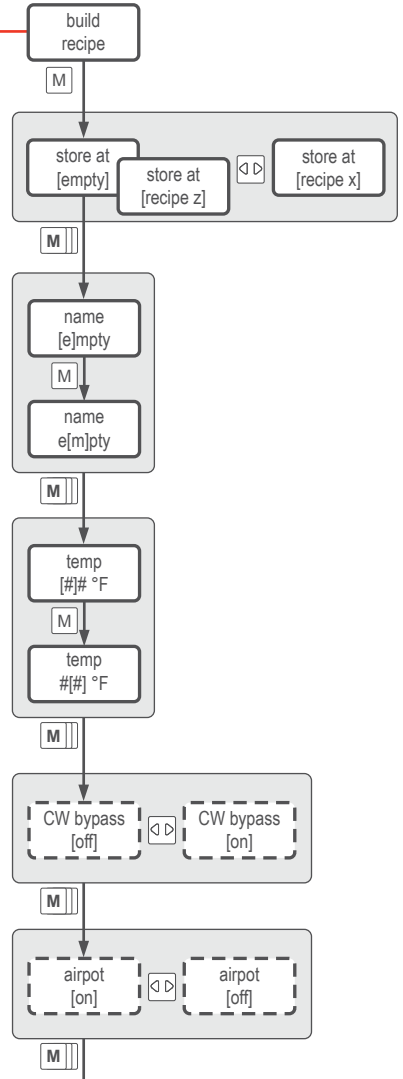 build
recipe
M
store at
[empty]
store at
[recipe z]
store at
[recipe x]
M
name
[e]mpty
M
name
e[m]pty
M
temp
[#]# °F
M
temp
#[#] °F
M
CW bypass
[off]
CW bypass
[on]
M
airpot
[on]
airpot
[off]
M